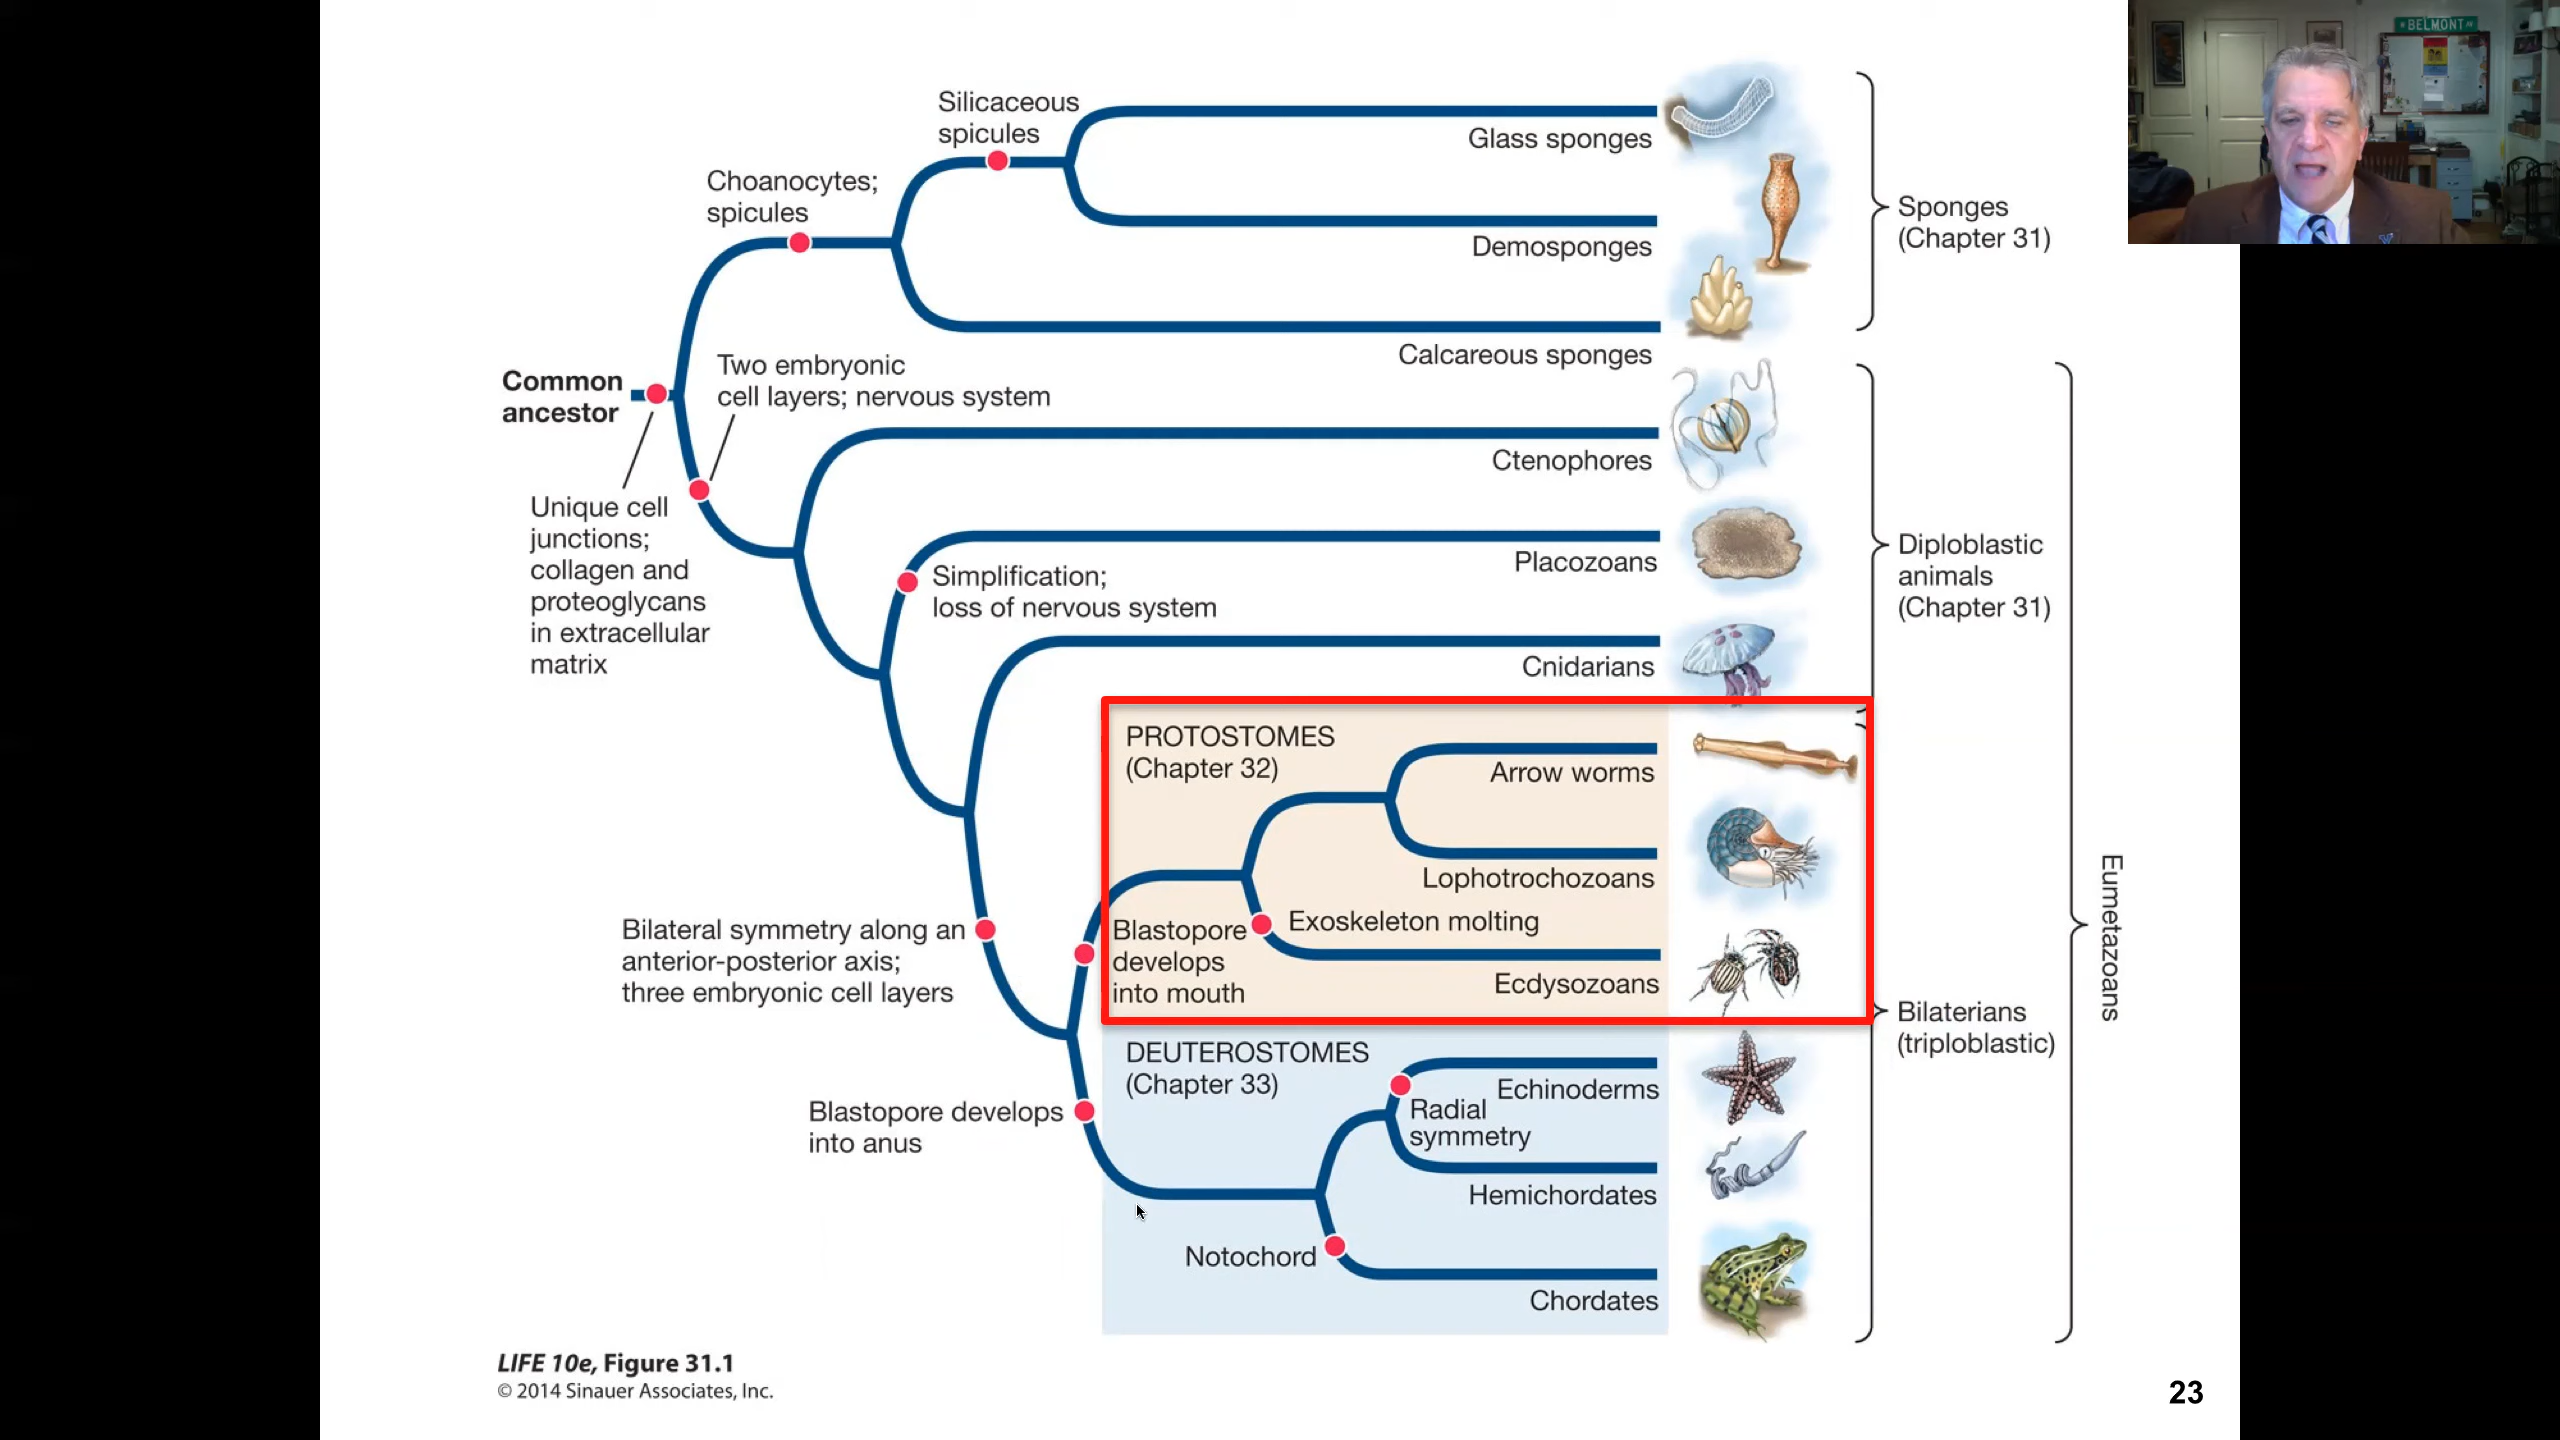 BELMONT AV
Silicaceous
spicules
Glass sponges
Choanocytes;
spicules
Demosponges
Sponges
(Chapter 31)
Calcareous sponges
Common
ancestor
Two embryonic
cell layers; nervous system
Ctenophores
Unique cell
junctions;
collagen and
proteoglycans
in extracellular
matrix
Placozoans
Simplification;
loss of nervous system
Diploblastic
animals
(Chapter 31)
Cnidarians
PROTOSTOMES
(Chapter 32)
Arrow worms
Lophotrochozoans
Exoskeleton molting
Blastopore
develops
into mouth
Ecdysozoans
Bilateral symmetry along an
anterior-posterior axis;
three embryonic cell layers
Eumetazoans
Bilaterians
(triploblastic)
DEUTEROSTOMES
(Chapter 33)
Echinoderms
Radial
symmetry
Blastopore develops
into anus
Hemichordates
Notochord
Chordates
LIFE 10e, Figure 31.1
© 2014 Sinauer Associates, Inc.
23